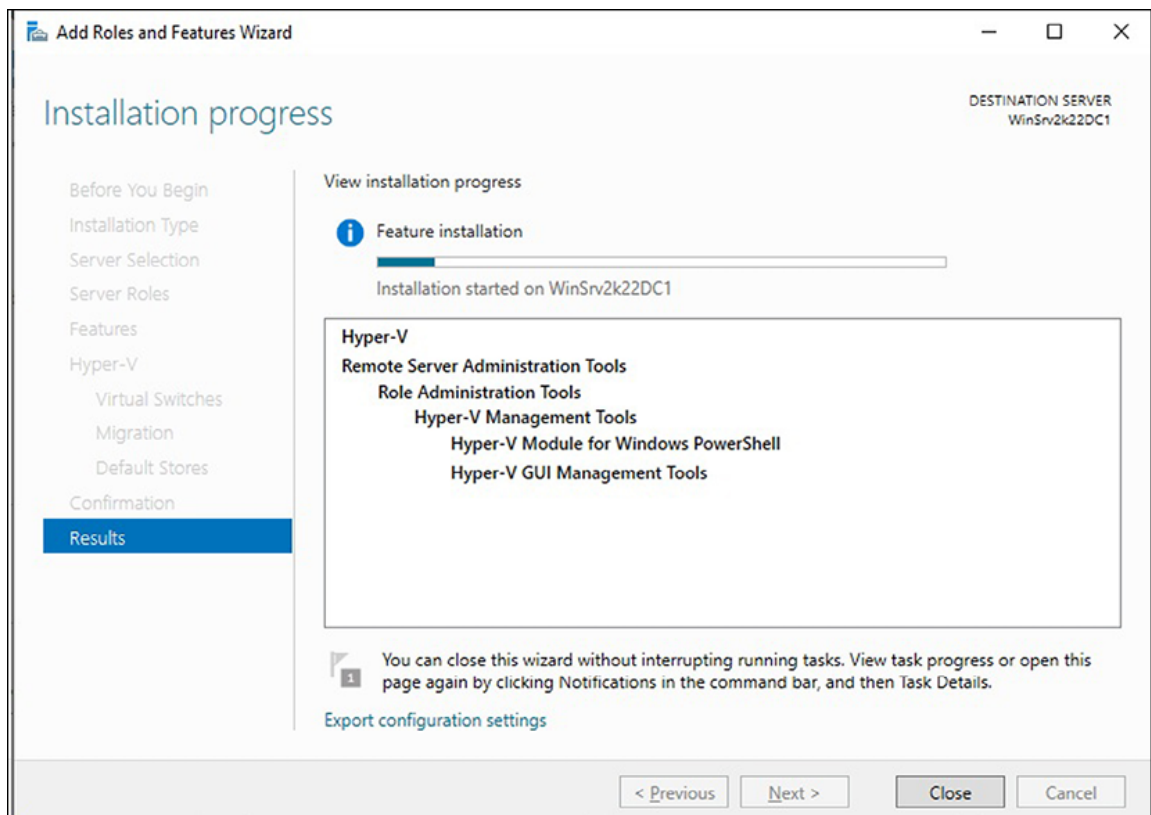 Add Roles and Features Wizard
Installation progress
DESTINATION SERVER
WinSrv2k22DC1
Before You Begin
Installation Type
Server Selection
Server Roles
Features
Hyper-V
Virtual Switches
Migration
Default Stores
Confirmation
Results
View installation progress
Feature installation
Installation started on WinSrv2k22DC1
Hyper-V
Remote Server Administration Tools
Role Administration Tools
Hyper-V Management Tools
Hyper-V Module for Windows PowerShell
Hyper-V GUI Management Tools
1
You can close this wizard without interrupting running tasks. View task progress or open this
page again by clicking Notifications in the command bar, and then Task Details.
Export configuration settings
< Previous
Next >
Close
Cancel